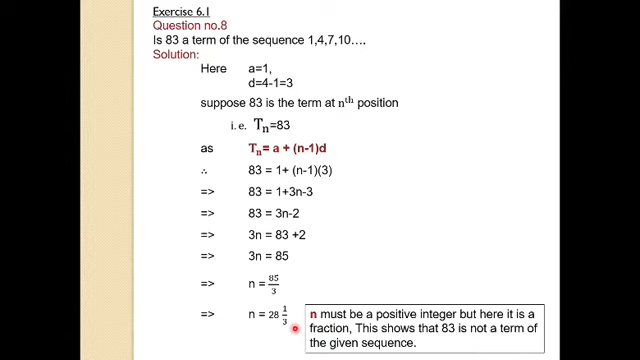 Exercise 6.1
Question no.8
Is 83 a term of the sequence 1,4,7,10….
Solution:
Here a=1,
d=4-1=3
suppose 83 is the term at nᵗʰ position
i. e. Tₙ=83
as Tₙ= a + (n-1)d
∴ 83 = 1+ (n-1)(3)
=> 83 = 1+3n-3
=> 83 = 3n-2
=> 3n = 83 +2
=> 3n = 85
=> n = 85/3
=> n = 28 1/3
n must be a positive integer but here it is a
fraction, This shows that 83 is not a term of
the given sequence.